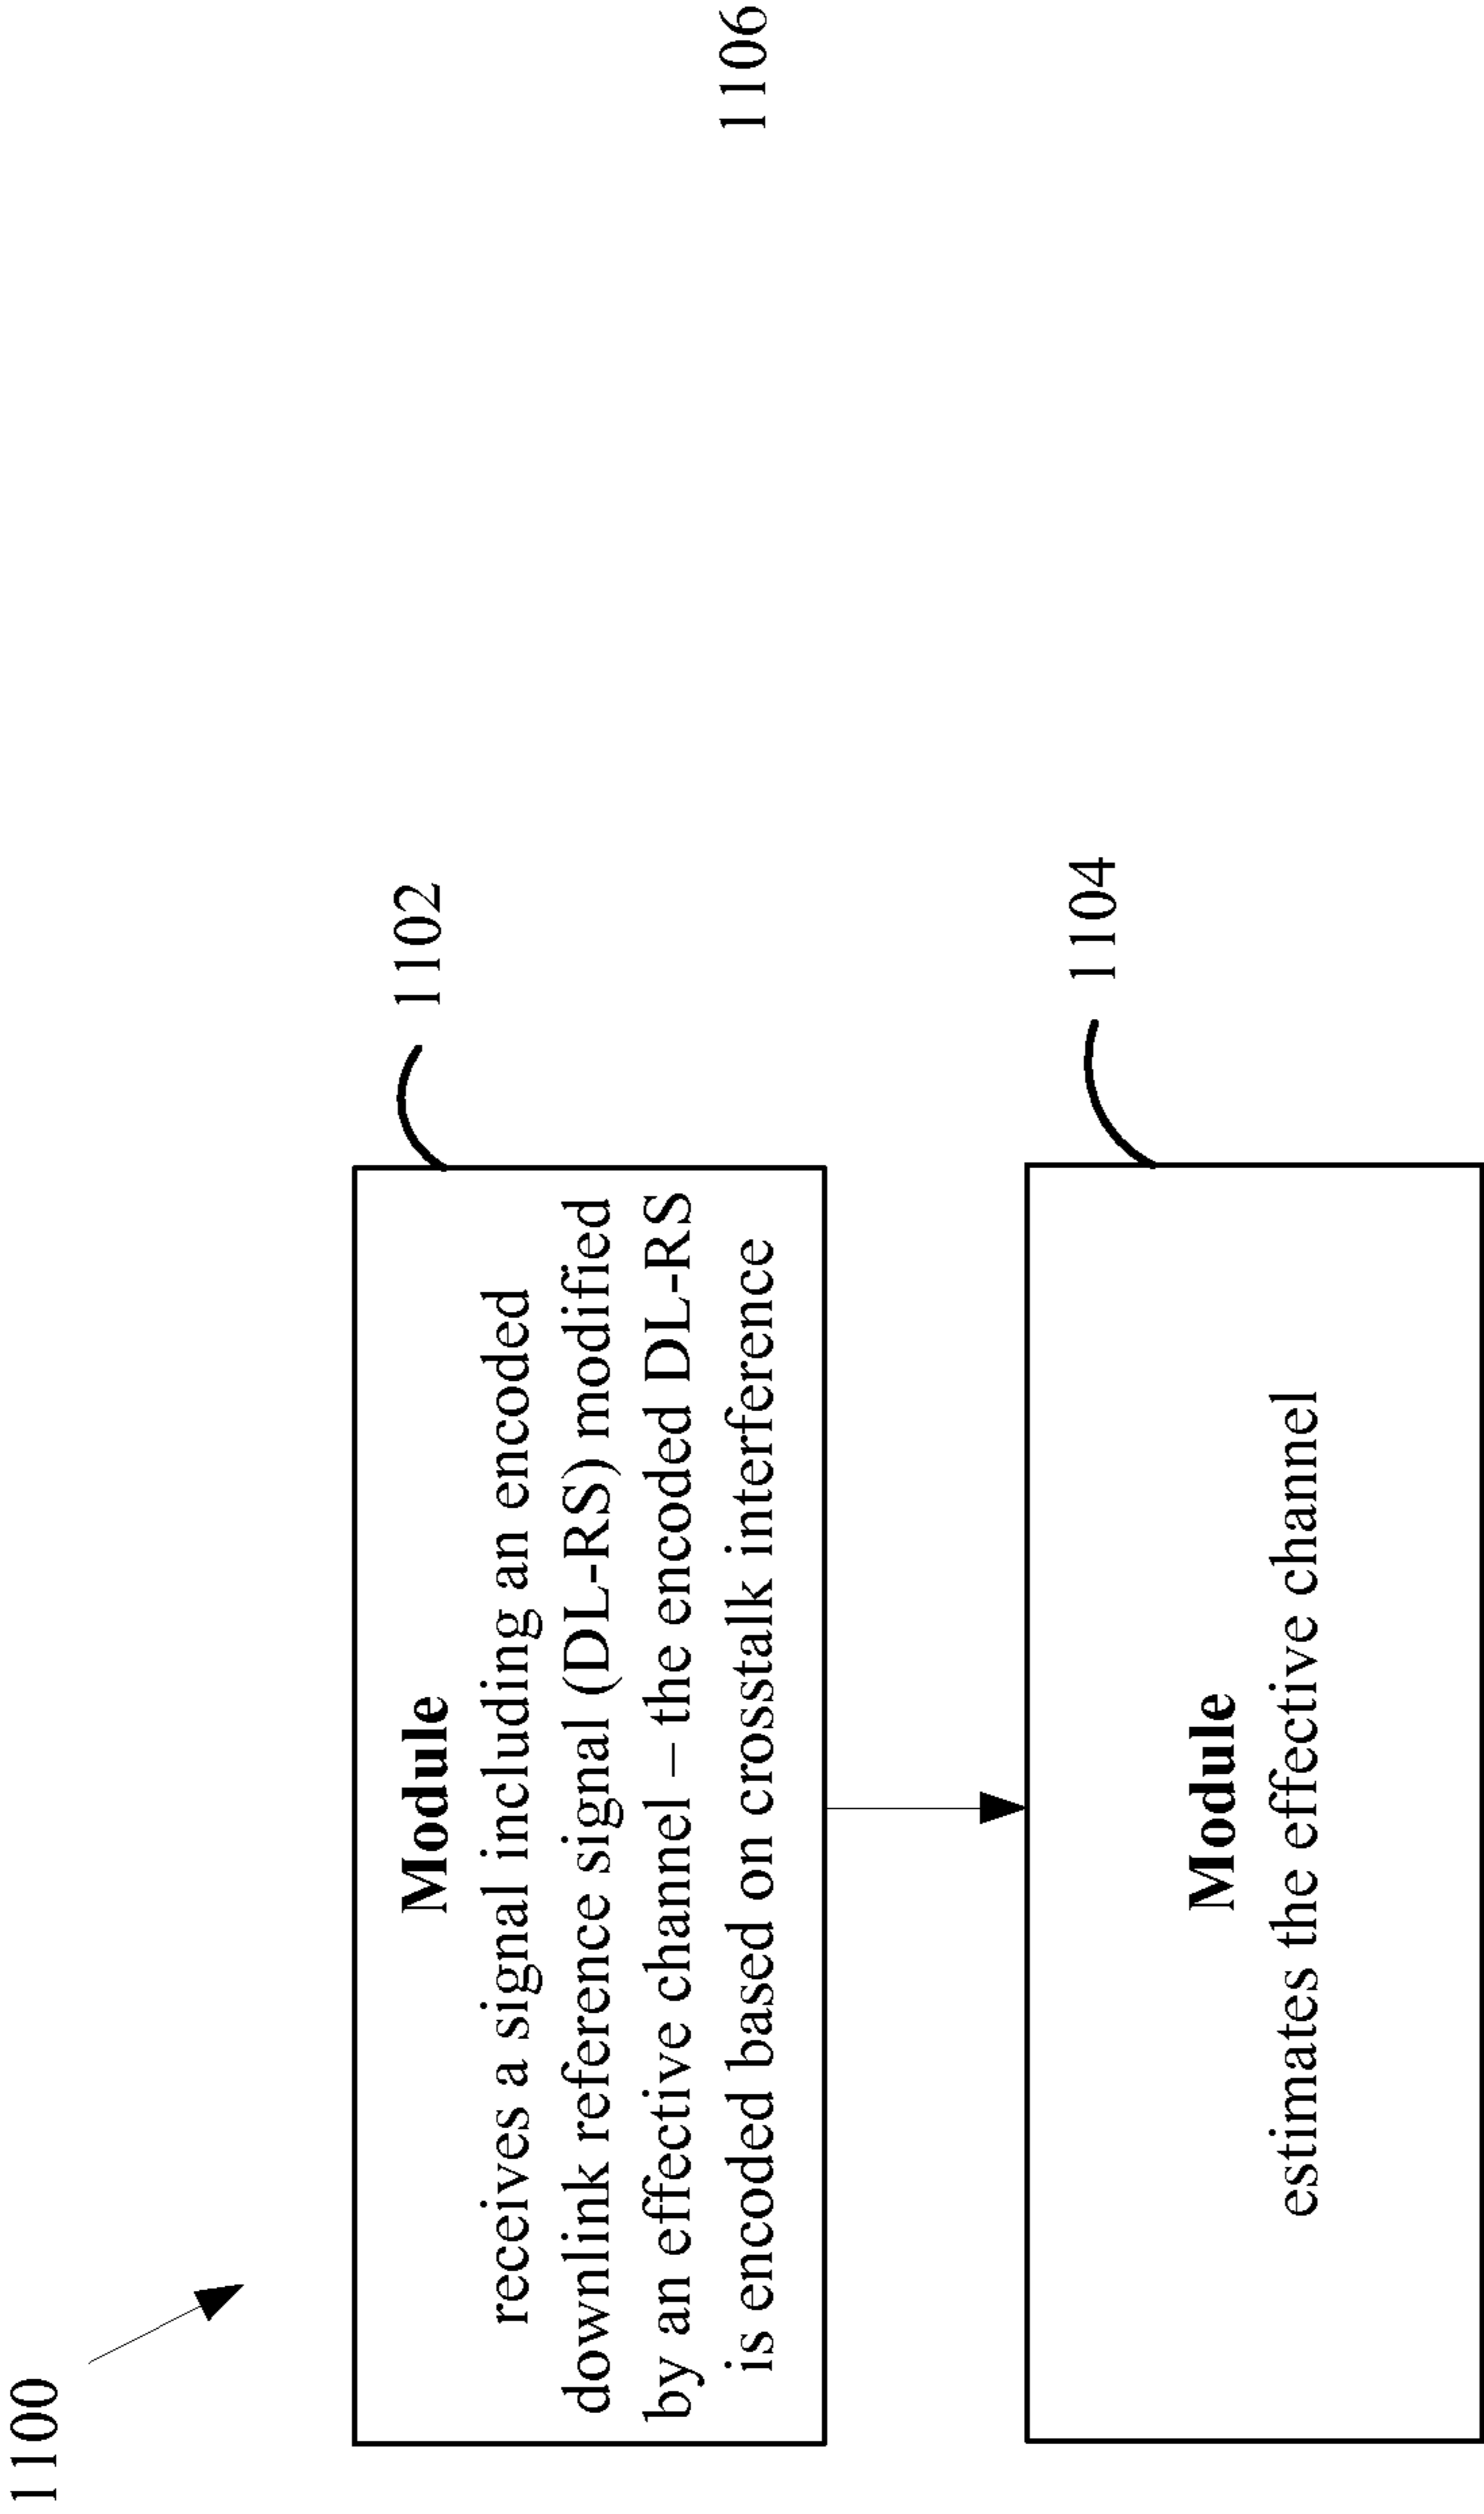 1100
1102
Module
receives a signal including an encoded
downlink reference signal (DL-RS) modified
by an effective channel – the encoded DL-RS
is encoded based on crosstalk interference
1106
1104
Module
estimates the effective channel